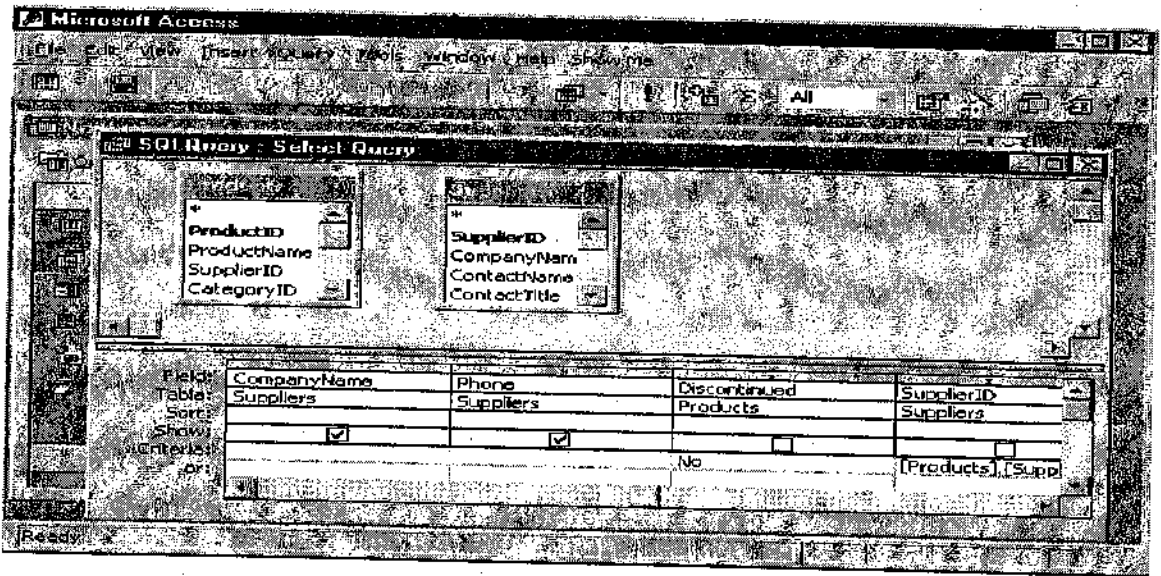 Microsoft Access
File Edit View Insert Query Tools Window Help Show me
All
SQLQuery : Select Query
*
ProductID
ProductName
SupplierID
CategoryID
*
SupplierID
CompanyNam
ContactName
ContactTitle
Field: CompanyName Phone Discontinued SupplierID
Table: Suppliers Suppliers Products Suppliers
Sort:
Show:
Criteria: No [Products].[Supp
or:
Ready